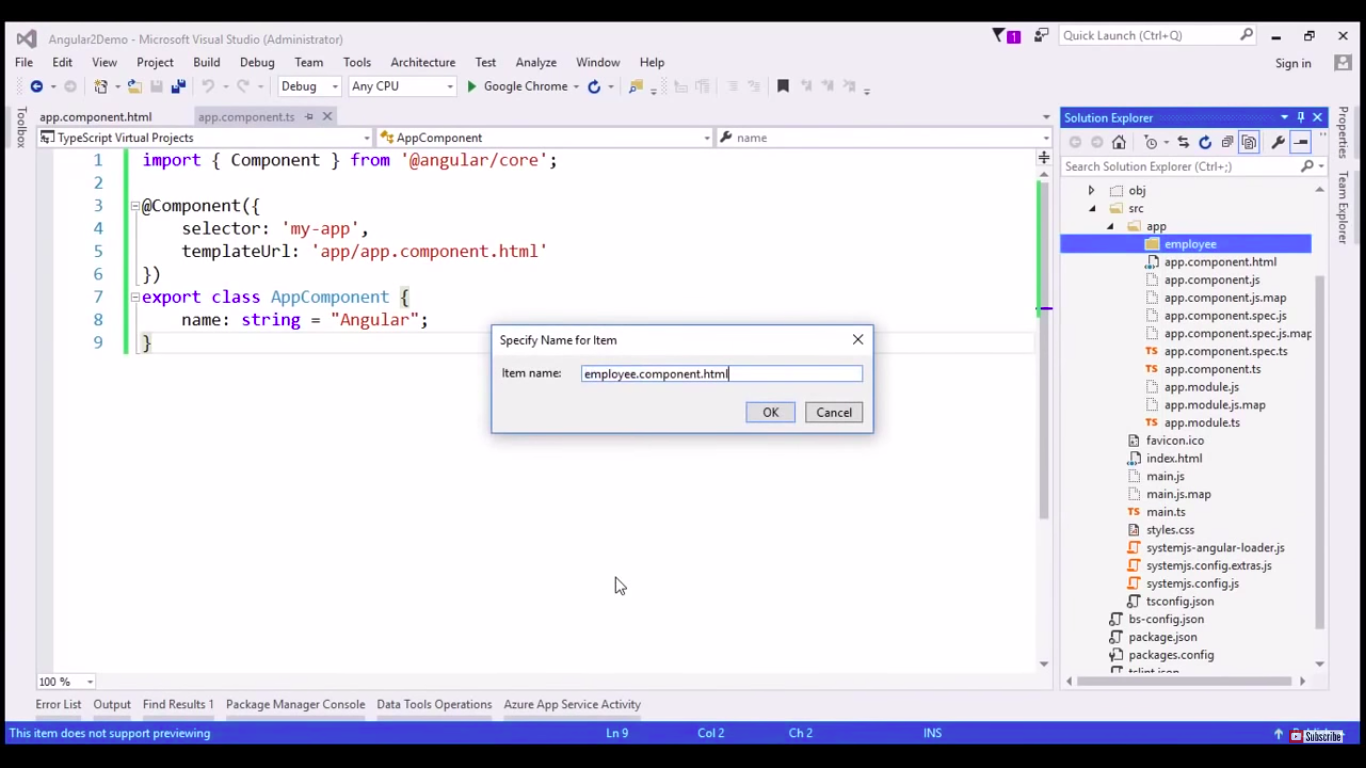 Angular2Demo - Microsoft Visual Studio (Administrator)
1
Quick Launch (Ctrl+Q)
File Edit View Project Build Debug Team Tools Architecture Test Analyze Window Help
Sign in
Debug Any CPU Google Chrome
Toolbox
app.component.html app.component.ts
TypeScript Virtual Projects AppComponent name
1 import { Component } from '@angular/core';
2
3 @Component({
4 selector: 'my-app',
5 templateUrl: 'app/app.component.html'
6 })
7 export class AppComponent {
8 name: string = "Angular";
9 }
Specify Name for Item
Item name: employee.component.html
OK Cancel
Solution Explorer
Search Solution Explorer (Ctrl+;)
obj
src
app
employee
app.component.html
app.component.js
app.component.js.map
app.component.spec.js
app.component.spec.js.map
TS app.component.spec.ts
TS app.component.ts
app.module.js
app.module.js.map
TS app.module.ts
favicon.ico
index.html
main.js
main.js.map
TS main.ts
styles.css
systemjs-angular-loader.js
systemjs.config.extras.js
systemjs.config.js
tsconfig.json
bs-config.json
package.json
packages.config
tslint.json
Properties
Team Explorer
100 %
Error List Output Find Results 1 Package Manager Console Data Tools Operations Azure App Service Activity
This item does not support previewing Ln 9 Col 2 Ch 2 INS
Subscribe